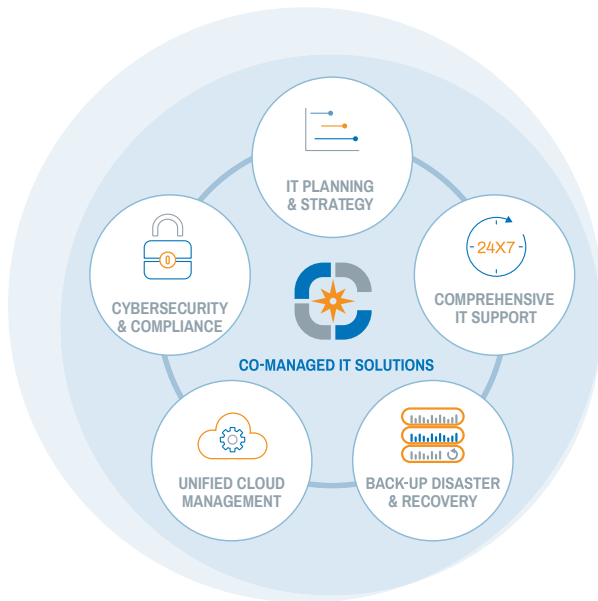 IT PLANNING
& STRATEGY
24X7
COMPREHENSIVE
IT SUPPORT
CYBERSECURITY
& COMPLIANCE
CO-MANAGED IT SOLUTIONS
UNIFIED CLOUD
MANAGEMENT
BACK-UP DISASTER
& RECOVERY